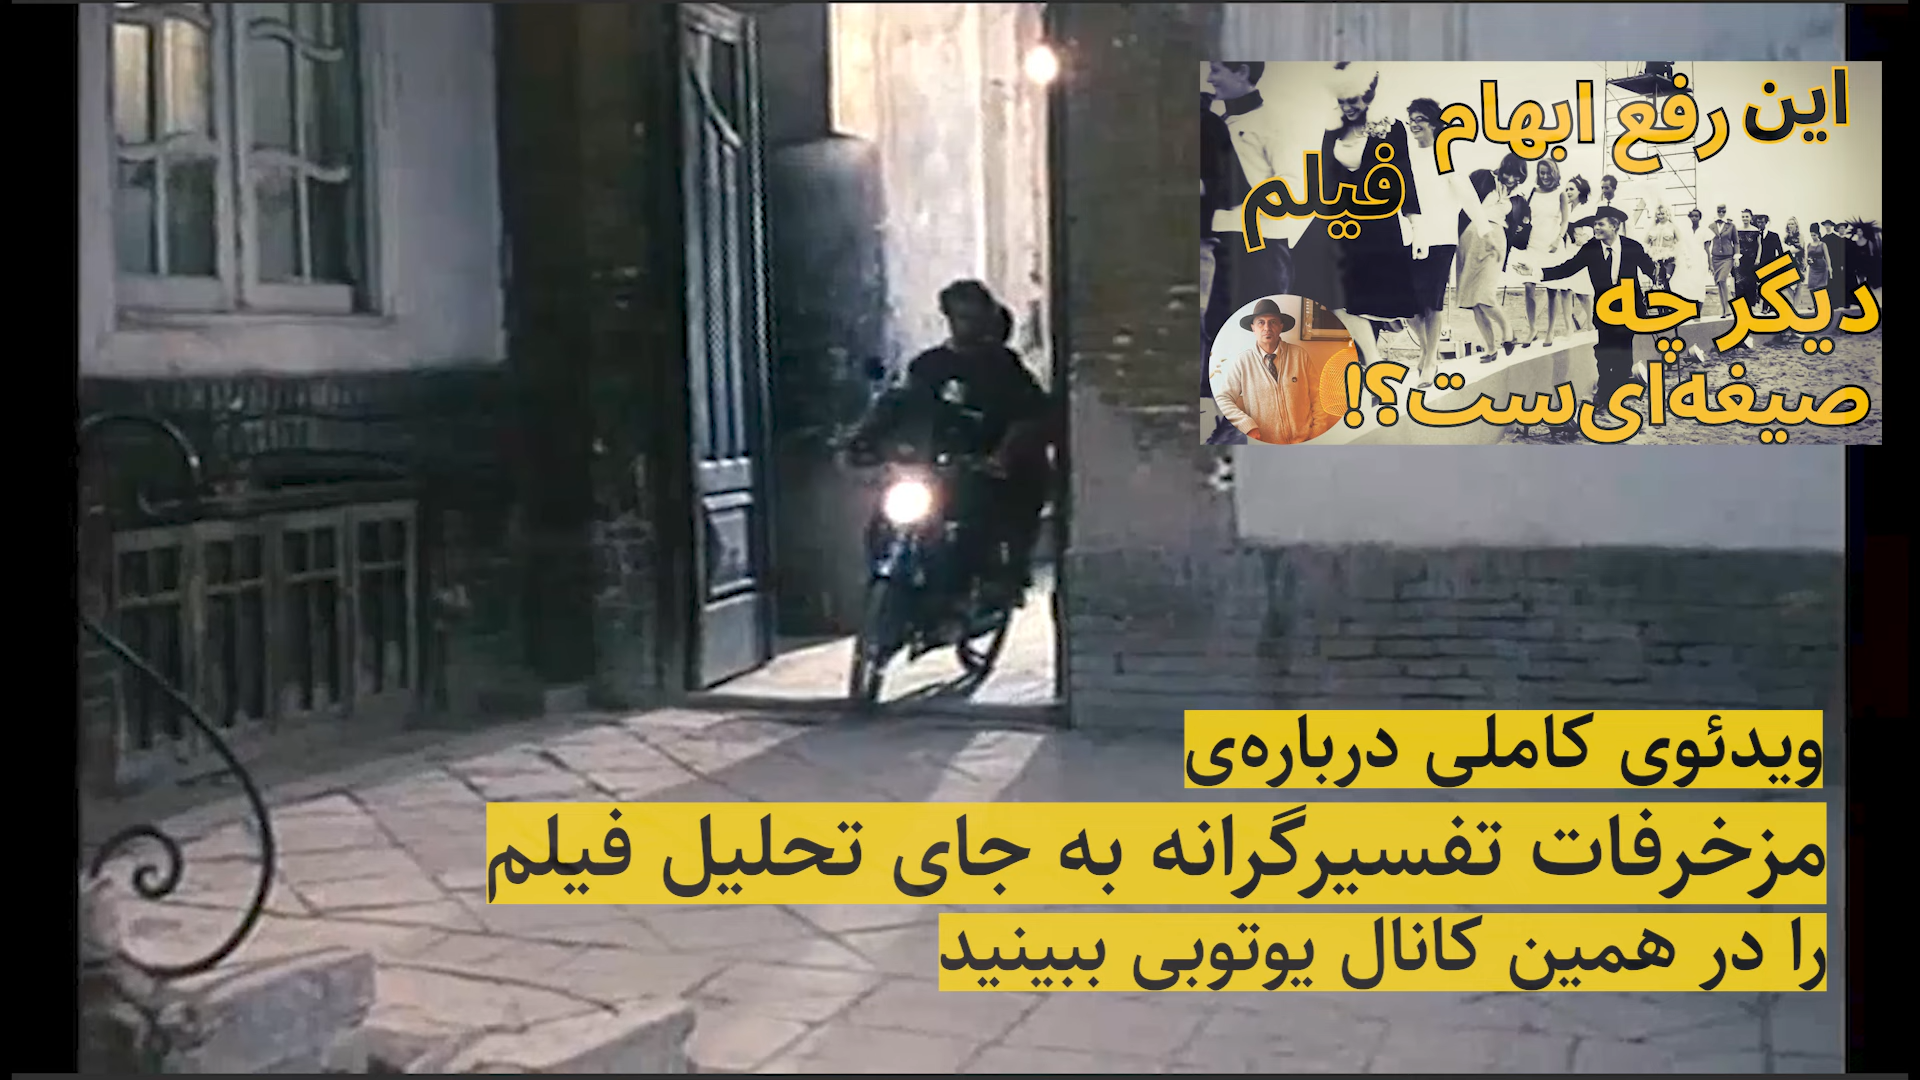 این رفع ابهام
فیلم
دیگر چه
صیغه‌ای‌ست؟!
ویدئوی کاملی درباره‌ی
مزخرفات تفسیرگرانه به جای تحلیل فیلم
را در همین کانال یوتوبی ببینید